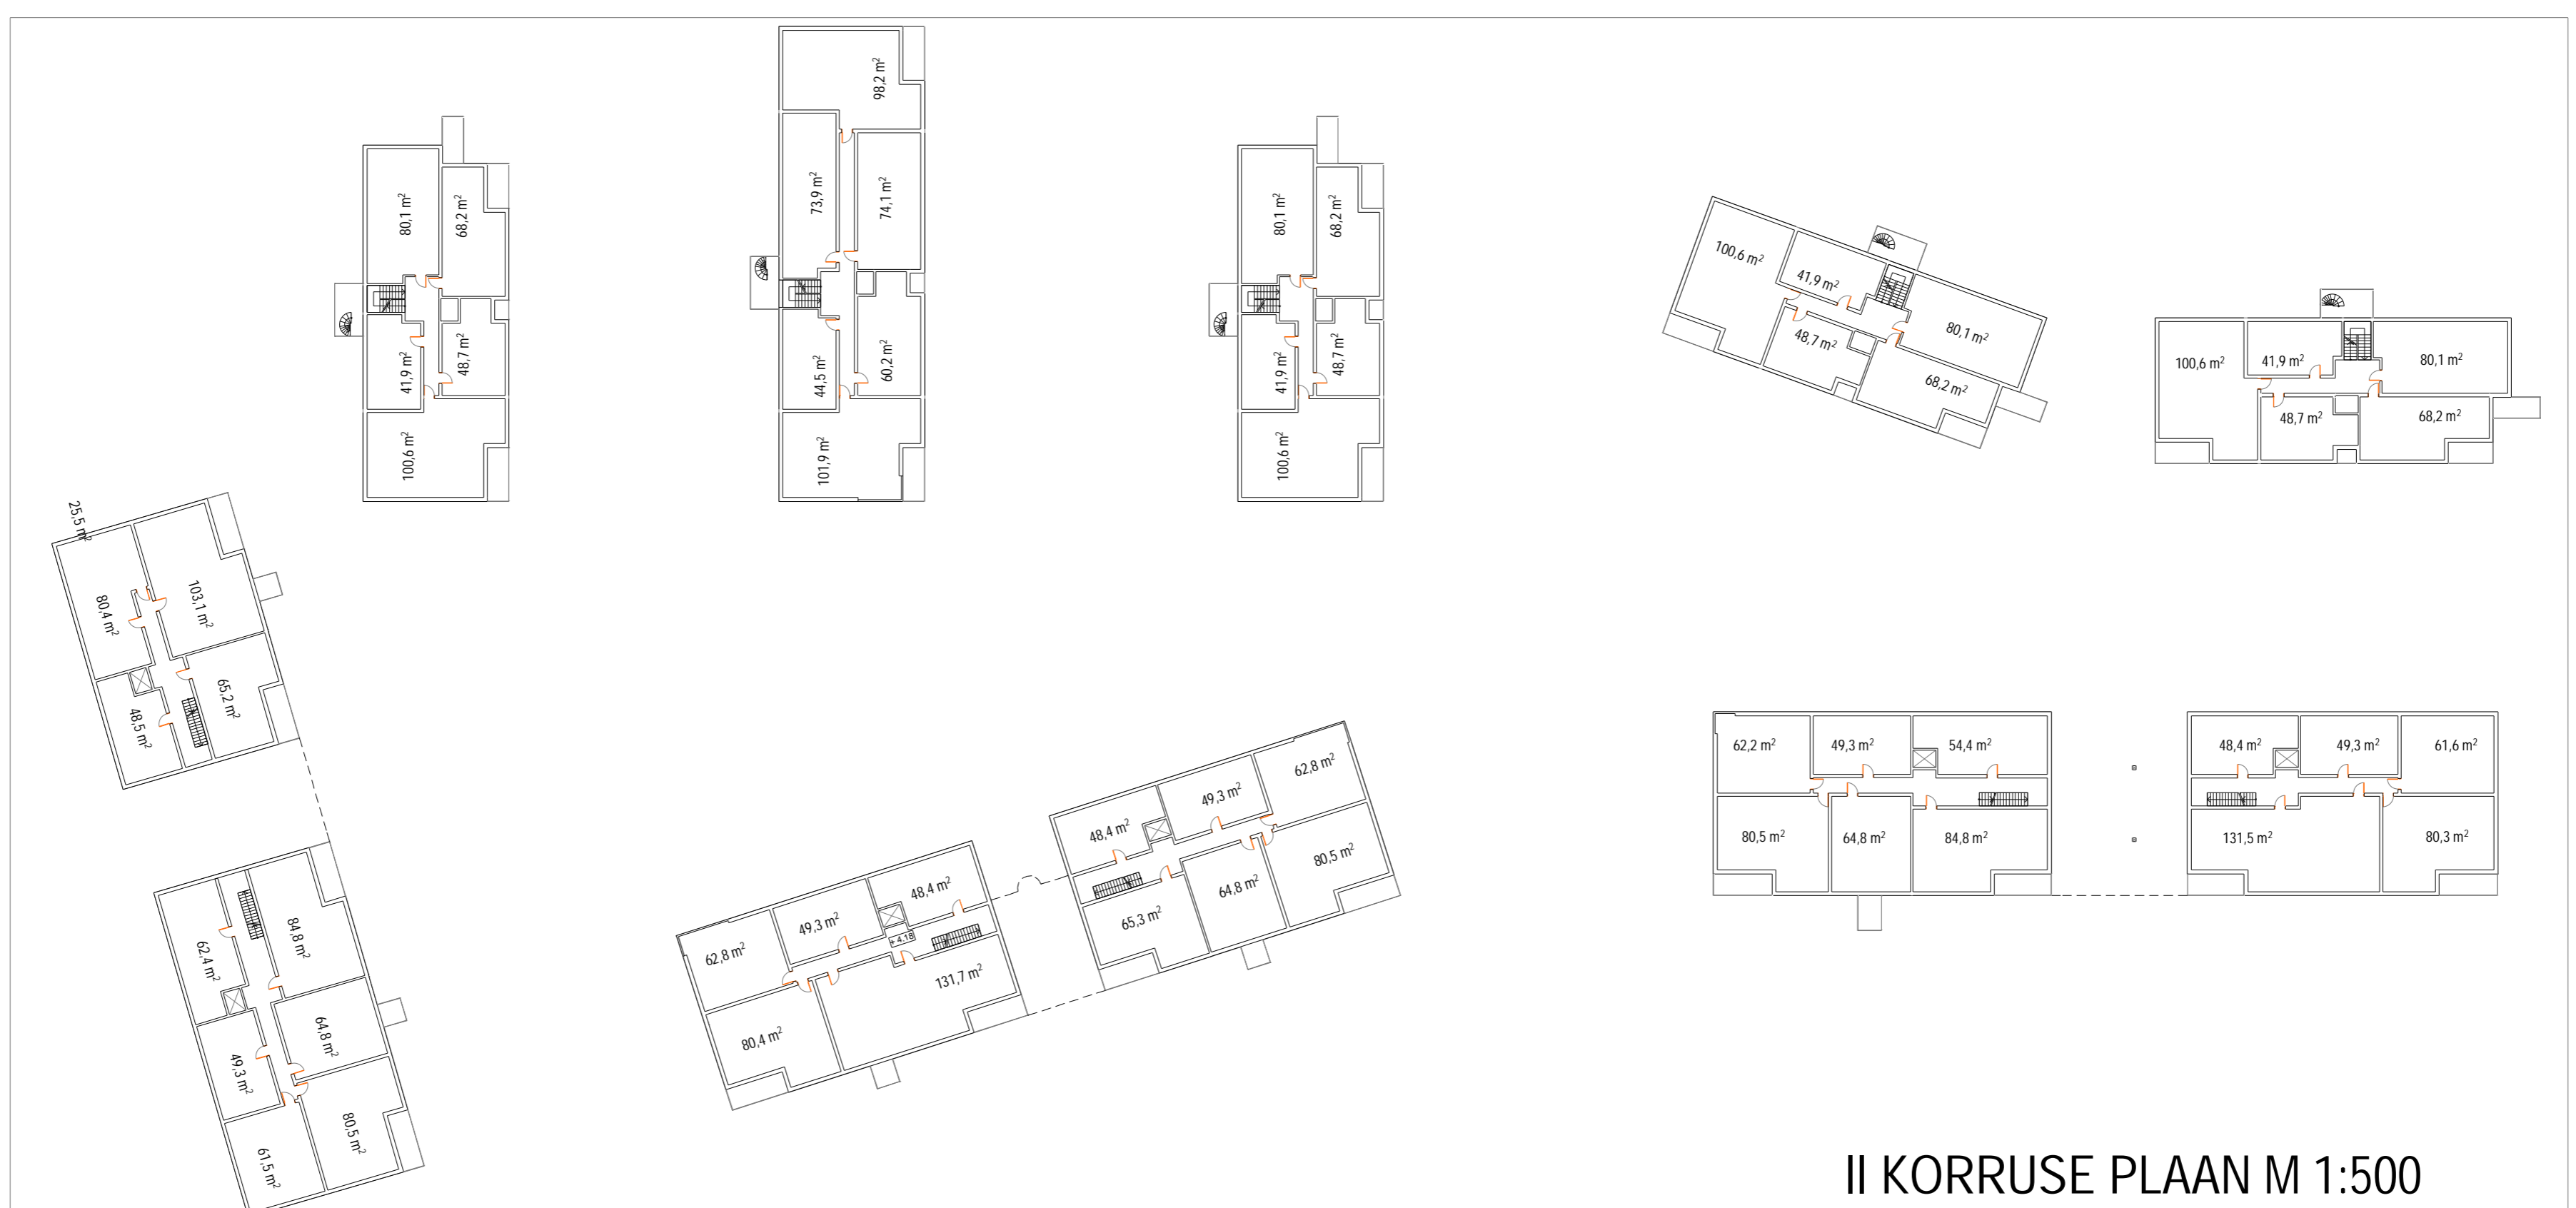 98,2 m²
73,9 m²
74,1 m²
44,5 m²
60,2 m²
101,9 m²
80,1 m²
68,2 m²
41,9 m²
48,7 m²
100,6 m²
80,1 m²
68,2 m²
41,9 m²
48,7 m²
100,6 m²
100,6 m²
41,9 m²
80,1 m²
48,7 m²
68,2 m²
100,6 m²
41,9 m²
80,1 m²
48,7 m²
68,2 m²
25,5 m²
80,4 m²
103,1 m²
65,2 m²
48,5 m²
62,4 m²
84,8 m²
64,8 m²
49,3 m²
80,5 m²
61,5 m²
62,8 m²
49,3 m²
48,4 m²
+ 4.18
131,7 m²
80,4 m²
48,4 m²
49,3 m²
62,8 m²
65,3 m²
64,8 m²
80,5 m²
62,2 m²
49,3 m²
54,4 m²
80,5 m²
64,8 m²
84,8 m²
48,4 m²
49,3 m²
61,6 m²
131,5 m²
80,3 m²
II KORRUSE PLAAN M 1:500